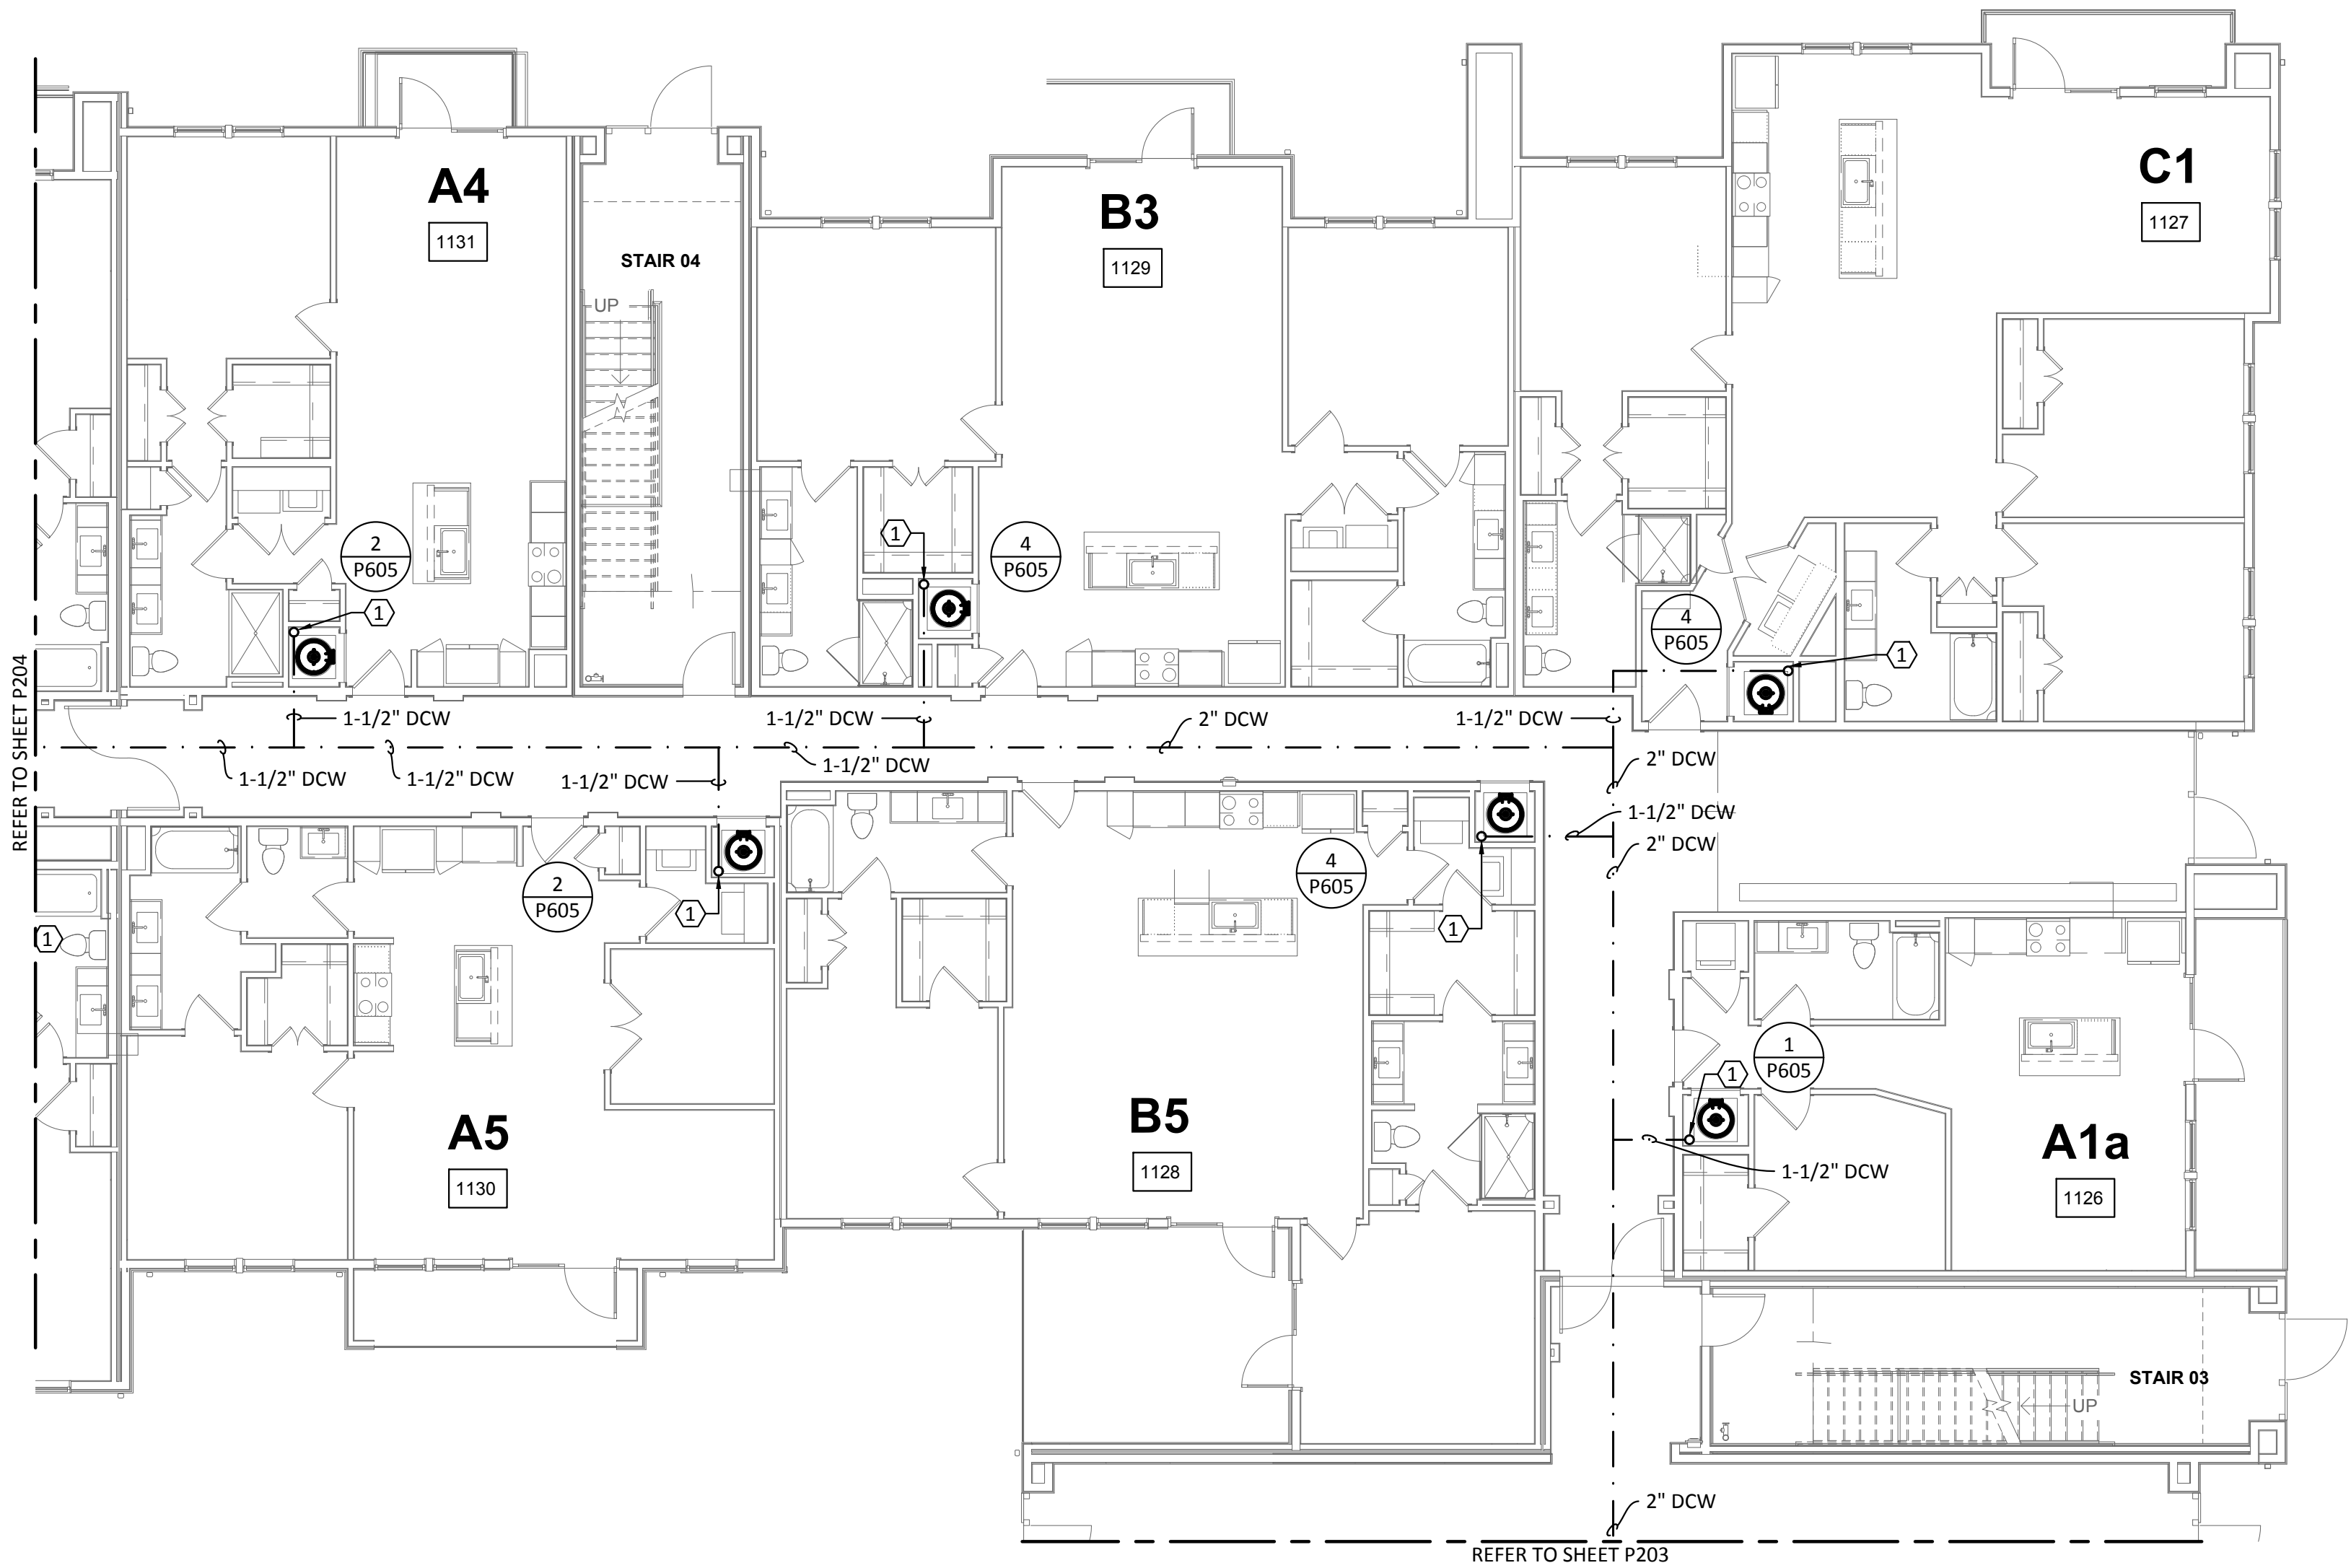 A4
1131
STAIR 04
UP
B3
1129
C1
1127
2
P605
1
1
4
P605
4
P605
1
REFER TO SHEET P204
1-1/2" DCW
1-1/2" DCW
2" DCW
1-1/2" DCW
1-1/2" DCW
1-1/2" DCW
1-1/2" DCW
1-1/2" DCW
2" DCW
1-1/2" DCW
2" DCW
2
P605
1
4
P605
1
1
1
P605
1
A5
1130
B5
1128
1-1/2" DCW
A1a
1126
STAIR 03
UP
2" DCW
REFER TO SHEET P203